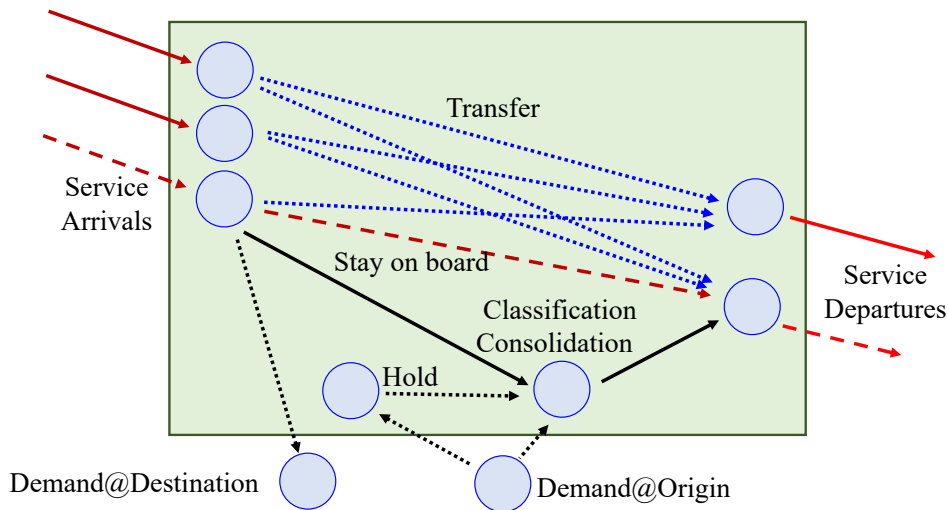 Transfer
Service
Arrivals
Stay on board
Service
Departures
Classification
Consolidation
Hold
Demand@Destination
Demand@Origin